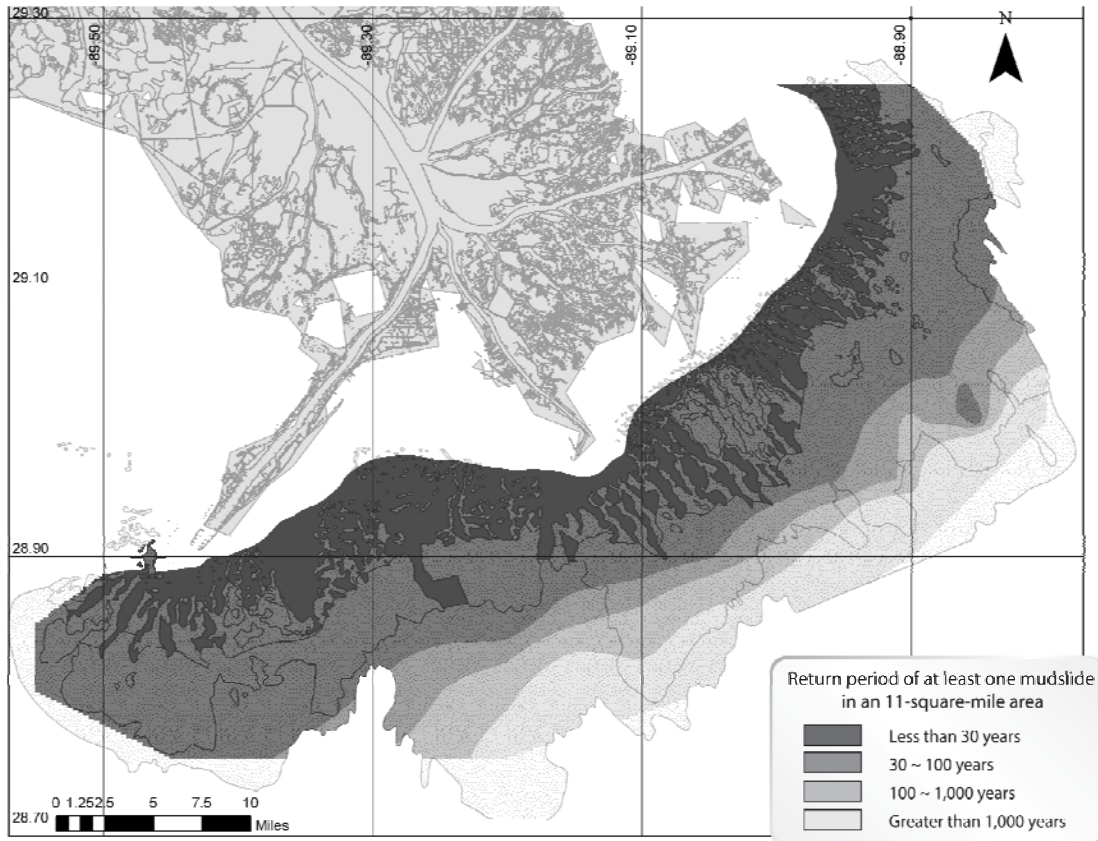 29.30
-89.50
-89.30
-89.10
-88.90
N
29.10
28.90
28.70
0 1.252.5 5 7.5 10
Miles
Return period of at least one mudslide
in an 11-square-mile area
Less than 30 years
30 ~ 100 years
100 ~ 1,000 years
Greater than 1,000 years